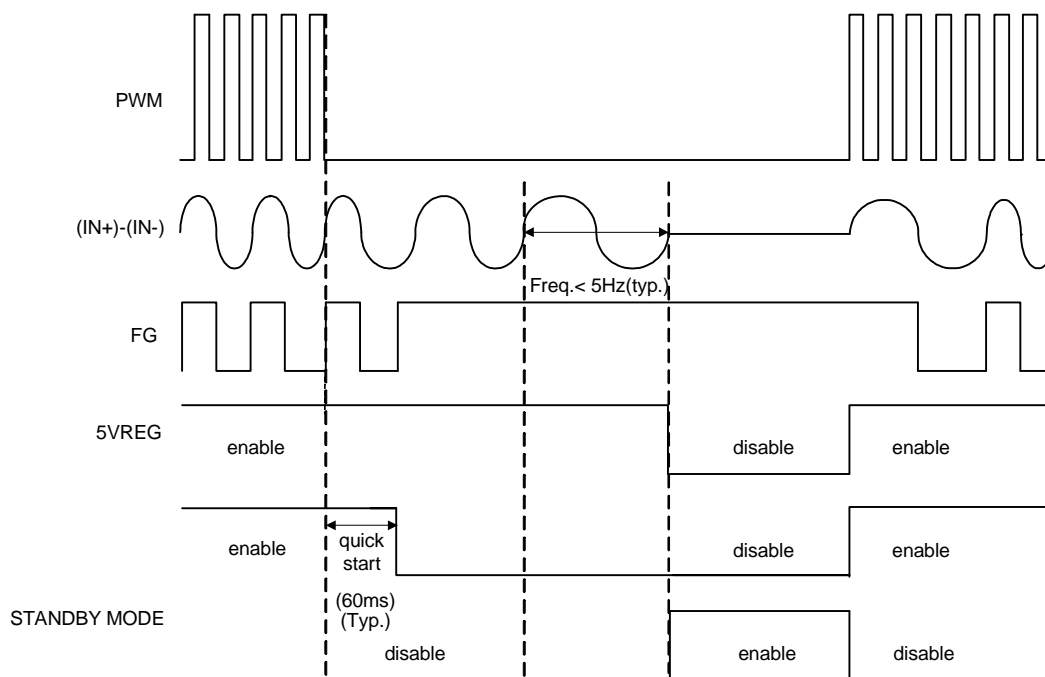 PWM
(IN+)-(IN-)
Freq.< 5Hz(typ.)
FG
5VREG
enable
disable
enable
enable
quick
start
(60ms)
(Typ.)
disable
enable
STANDBY MODE
disable
enable
disable